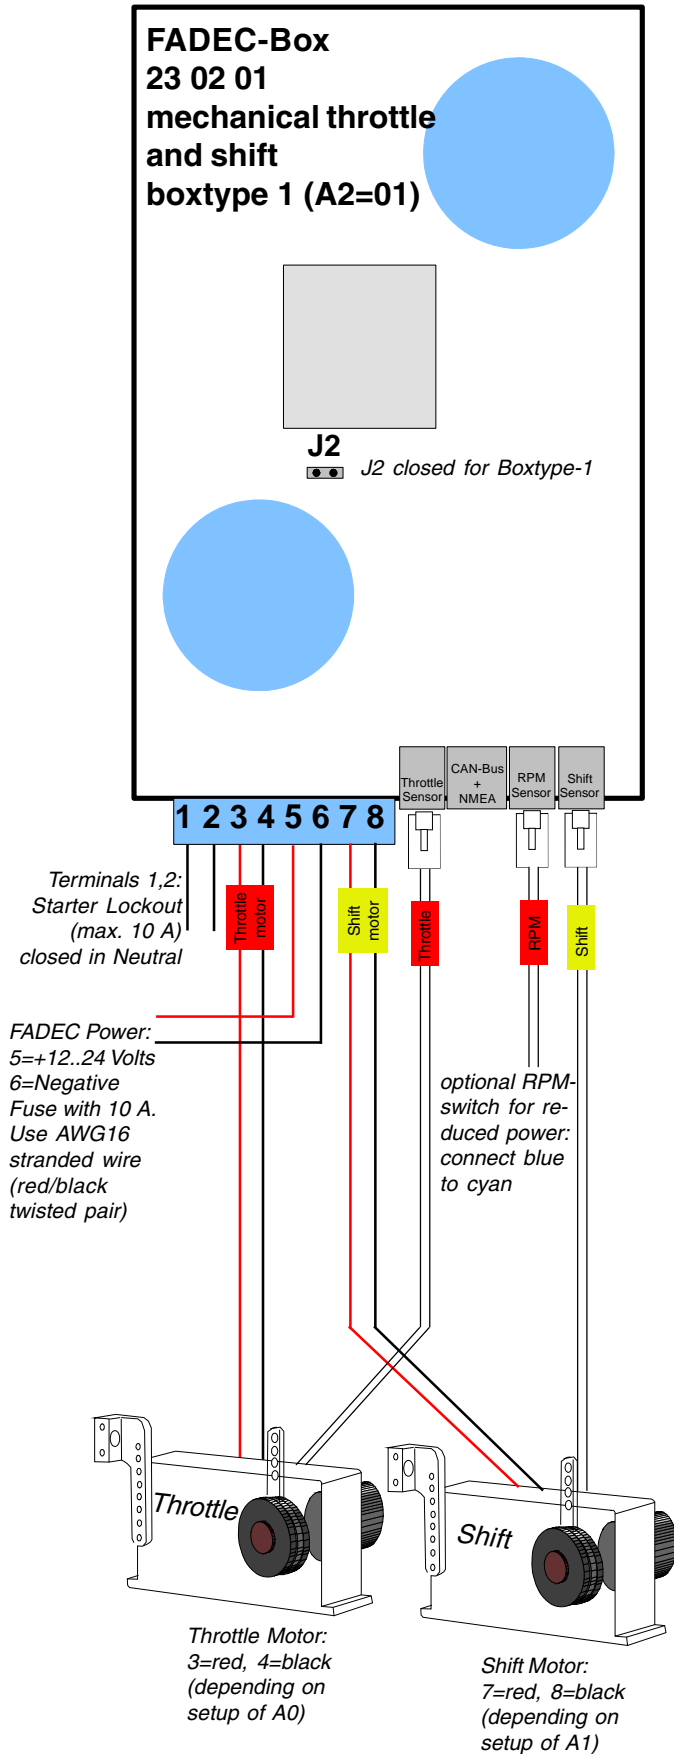 FADEC-Box
23 02 01
mechanical throttle
and shift
boxtype 1 (A2=01)
J2
J2 closed for Boxtype-1
Throttle
Sensor
CAN-Bus
+
NMEA
RPM
Sensor
Shift
Sensor
1 2 3 4 5 6 7 8
Terminals 1,2:
Starter Lockout
(max. 10 A)
closed in Neutral
Throttle
motor
Shift
motor
Throttle
RPM
Shift
FADEC Power:
5=+12..24 Volts
6=Negative
Fuse with 10 A.
Use AWG16
stranded wire
(red/black
twisted pair)
optional RPM-
switch for re-
duced power:
connect blue
to cyan
Throttle
Shift
Throttle Motor:
3=red, 4=black
(depending on
setup of A0)
Shift Motor:
7=red, 8=black
(depending on
setup of A1)